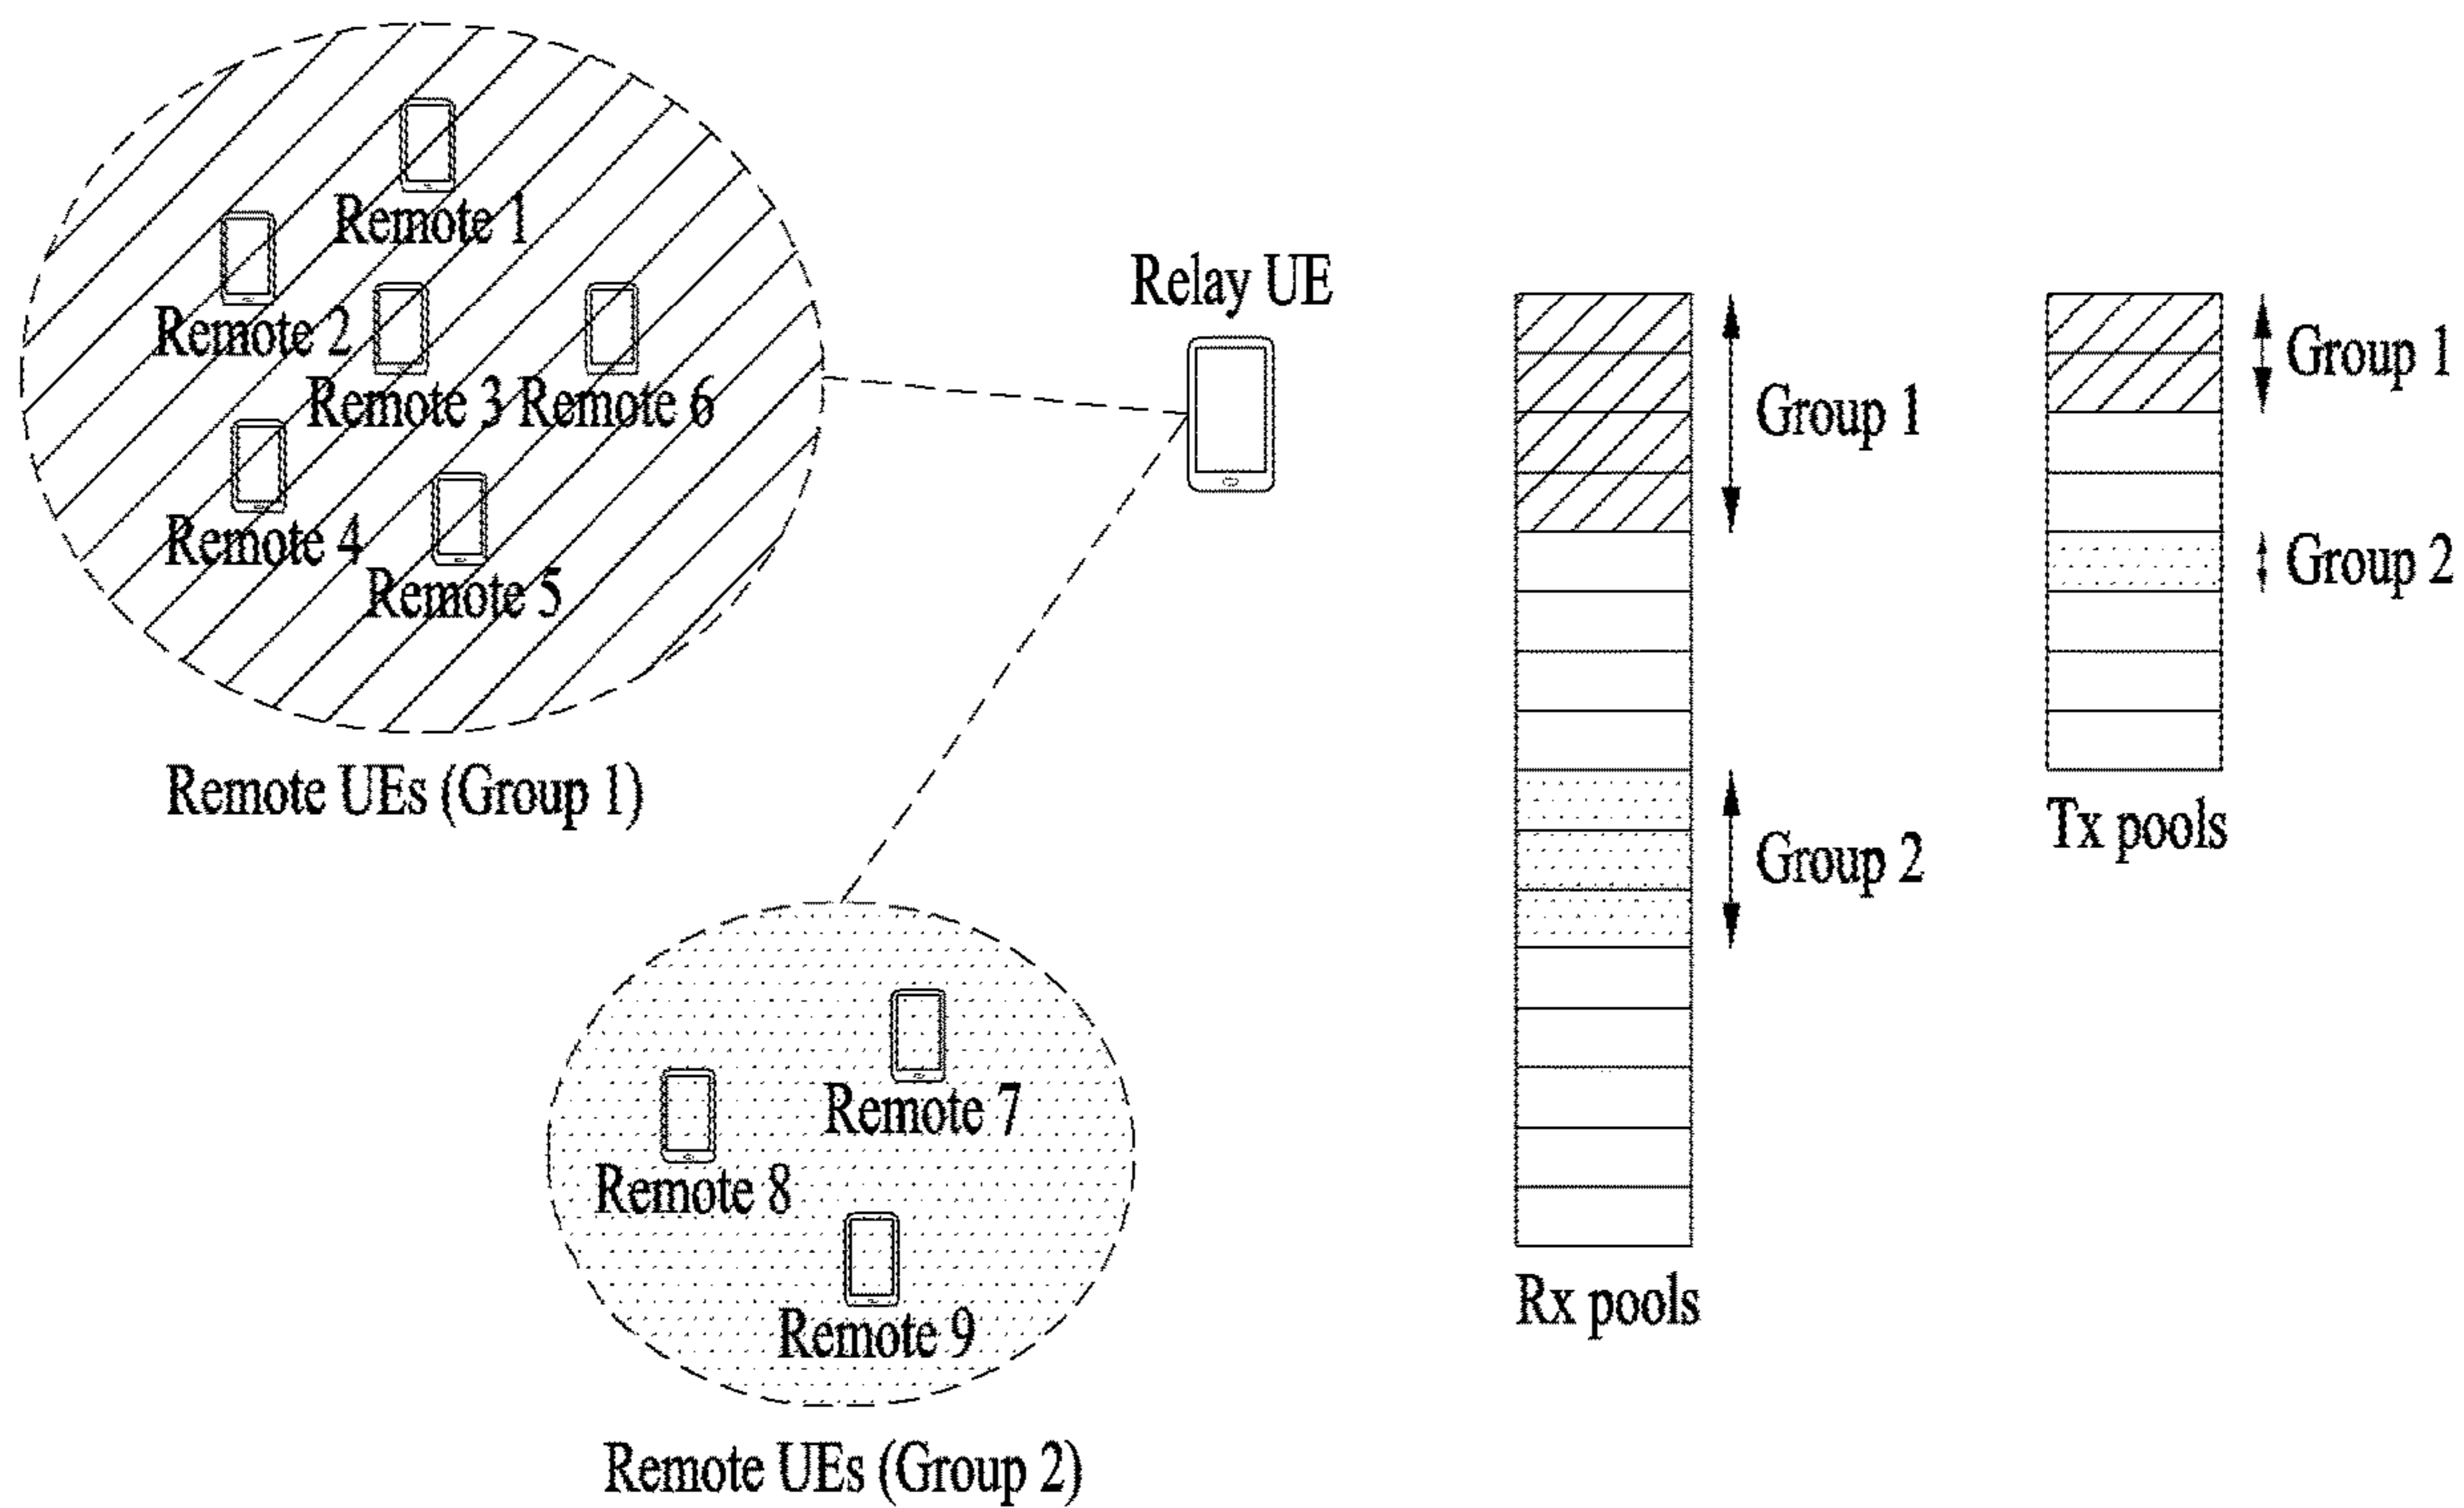 Remote 1
Remote 2
Remote 3
Remote 6
Remote 4
Remote 5
Remote UEs (Group 1)
Relay UE
Remote 7
Remote 8
Remote 9
Remote UEs (Group 2)
Group 1
Group 2
Rx pools
Group 1
Group 2
Tx pools